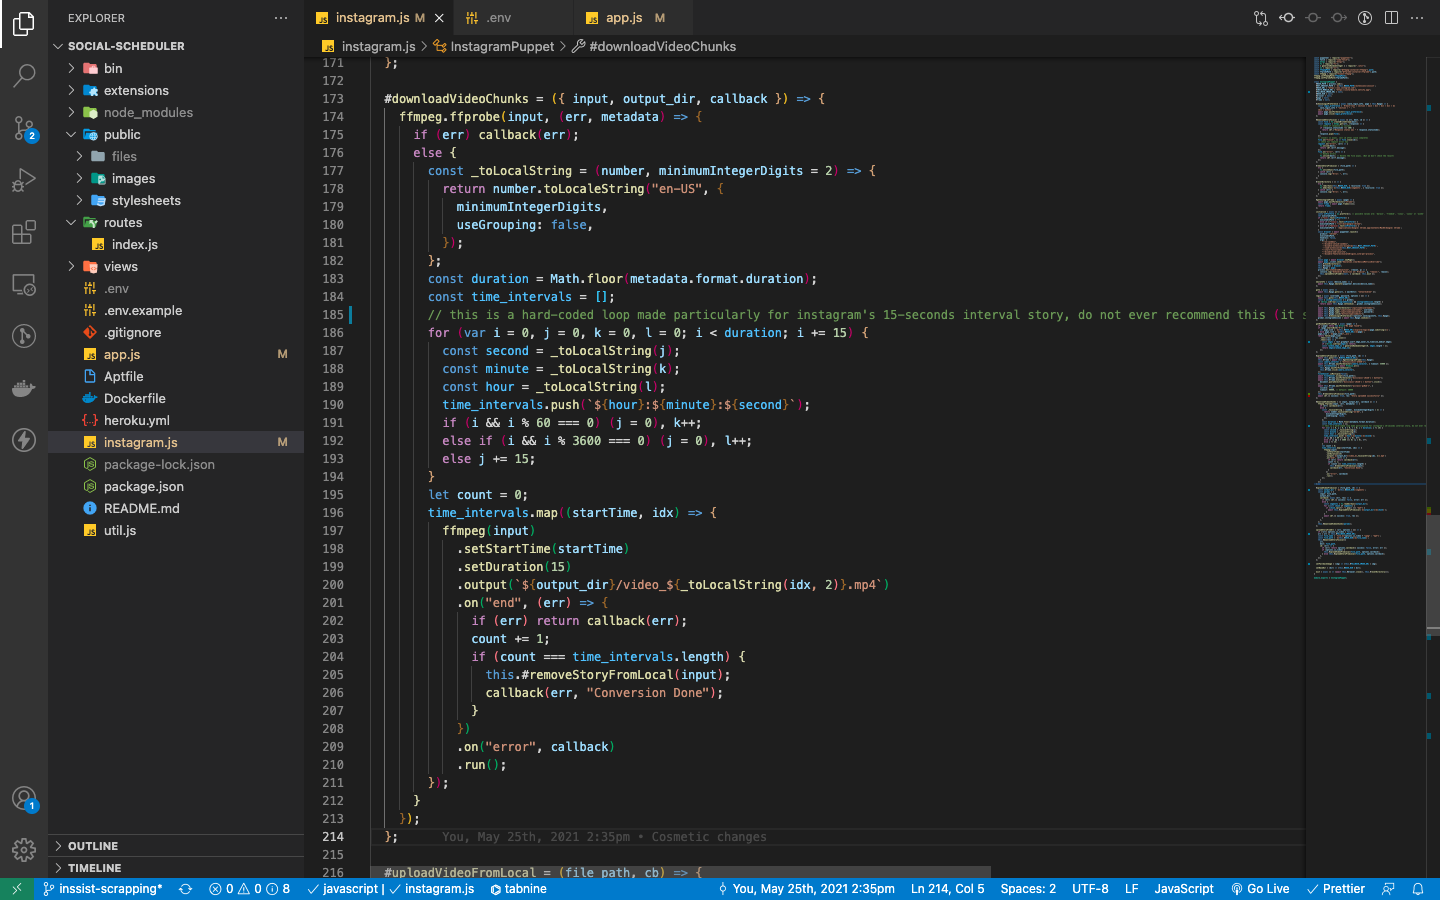 EXPLORER
SOCIAL-SCHEDULER
bin
extensions
node_modules
public
files
images
stylesheets
routes
index.js
views
.env
.env.example
.gitignore
app.js M
Aptfile
Dockerfile
heroku.yml
instagram.js M
package-lock.json
package.json
README.md
util.js
OUTLINE
TIMELINE
2
1
instagram.js M
.env
app.js M
instagram.js > InstagramPuppet > #downloadVideoChunks
171 };
172
173 #downloadVideoChunks = ({ input, output_dir, callback }) => {
174 ffmpeg.ffprobe(input, (err, metadata) => {
175 if (err) callback(err);
176 else {
177 const _toLocalString = (number, minimumIntegerDigits = 2) => {
178 return number.toLocaleString("en-US", {
179 minimumIntegerDigits,
180 useGrouping: false,
181 });
182 };
183 const duration = Math.floor(metadata.format.duration);
184 const time_intervals = [];
185 // this is a hard-coded loop made particularly for instagram's 15-seconds interval story, do not ever recommend this (it s
186 for (var i = 0, j = 0, k = 0, l = 0; i < duration; i += 15) {
187 const second = _toLocalString(j);
188 const minute = _toLocalString(k);
189 const hour = _toLocalString(l);
190 time_intervals.push(`${hour}:${minute}:${second}`);
191 if (i && i % 60 === 0) (j = 0), k++;
192 else if (i && i % 3600 === 0) (j = 0), l++;
193 else j += 15;
194 }
195 let count = 0;
196 time_intervals.map((startTime, idx) => {
197 ffmpeg(input)
198 .setStartTime(startTime)
199 .setDuration(15)
200 .output(`${output_dir}/video_${_toLocalString(idx, 2)}.mp4`)
201 .on("end", (err) => {
202 if (err) return callback(err);
203 count += 1;
204 if (count === time_intervals.length) {
205 this.#removeStoryFromLocal(input);
206 callback(err, "Conversion Done");
207 }
208 })
209 .on("error", callback)
210 .run();
211 });
212 }
213 });
214 }; You, May 25th, 2021 2:35pm • Cosmetic changes
215
216 #uploadVideoFromLocal = (file_path, cb) => {
inssist-scrapping* 0 0 8 javascript | instagram.js tabnine You, May 25th, 2021 2:35pm Ln 214, Col 5 Spaces: 2 UTF-8 LF JavaScript Go Live Prettier